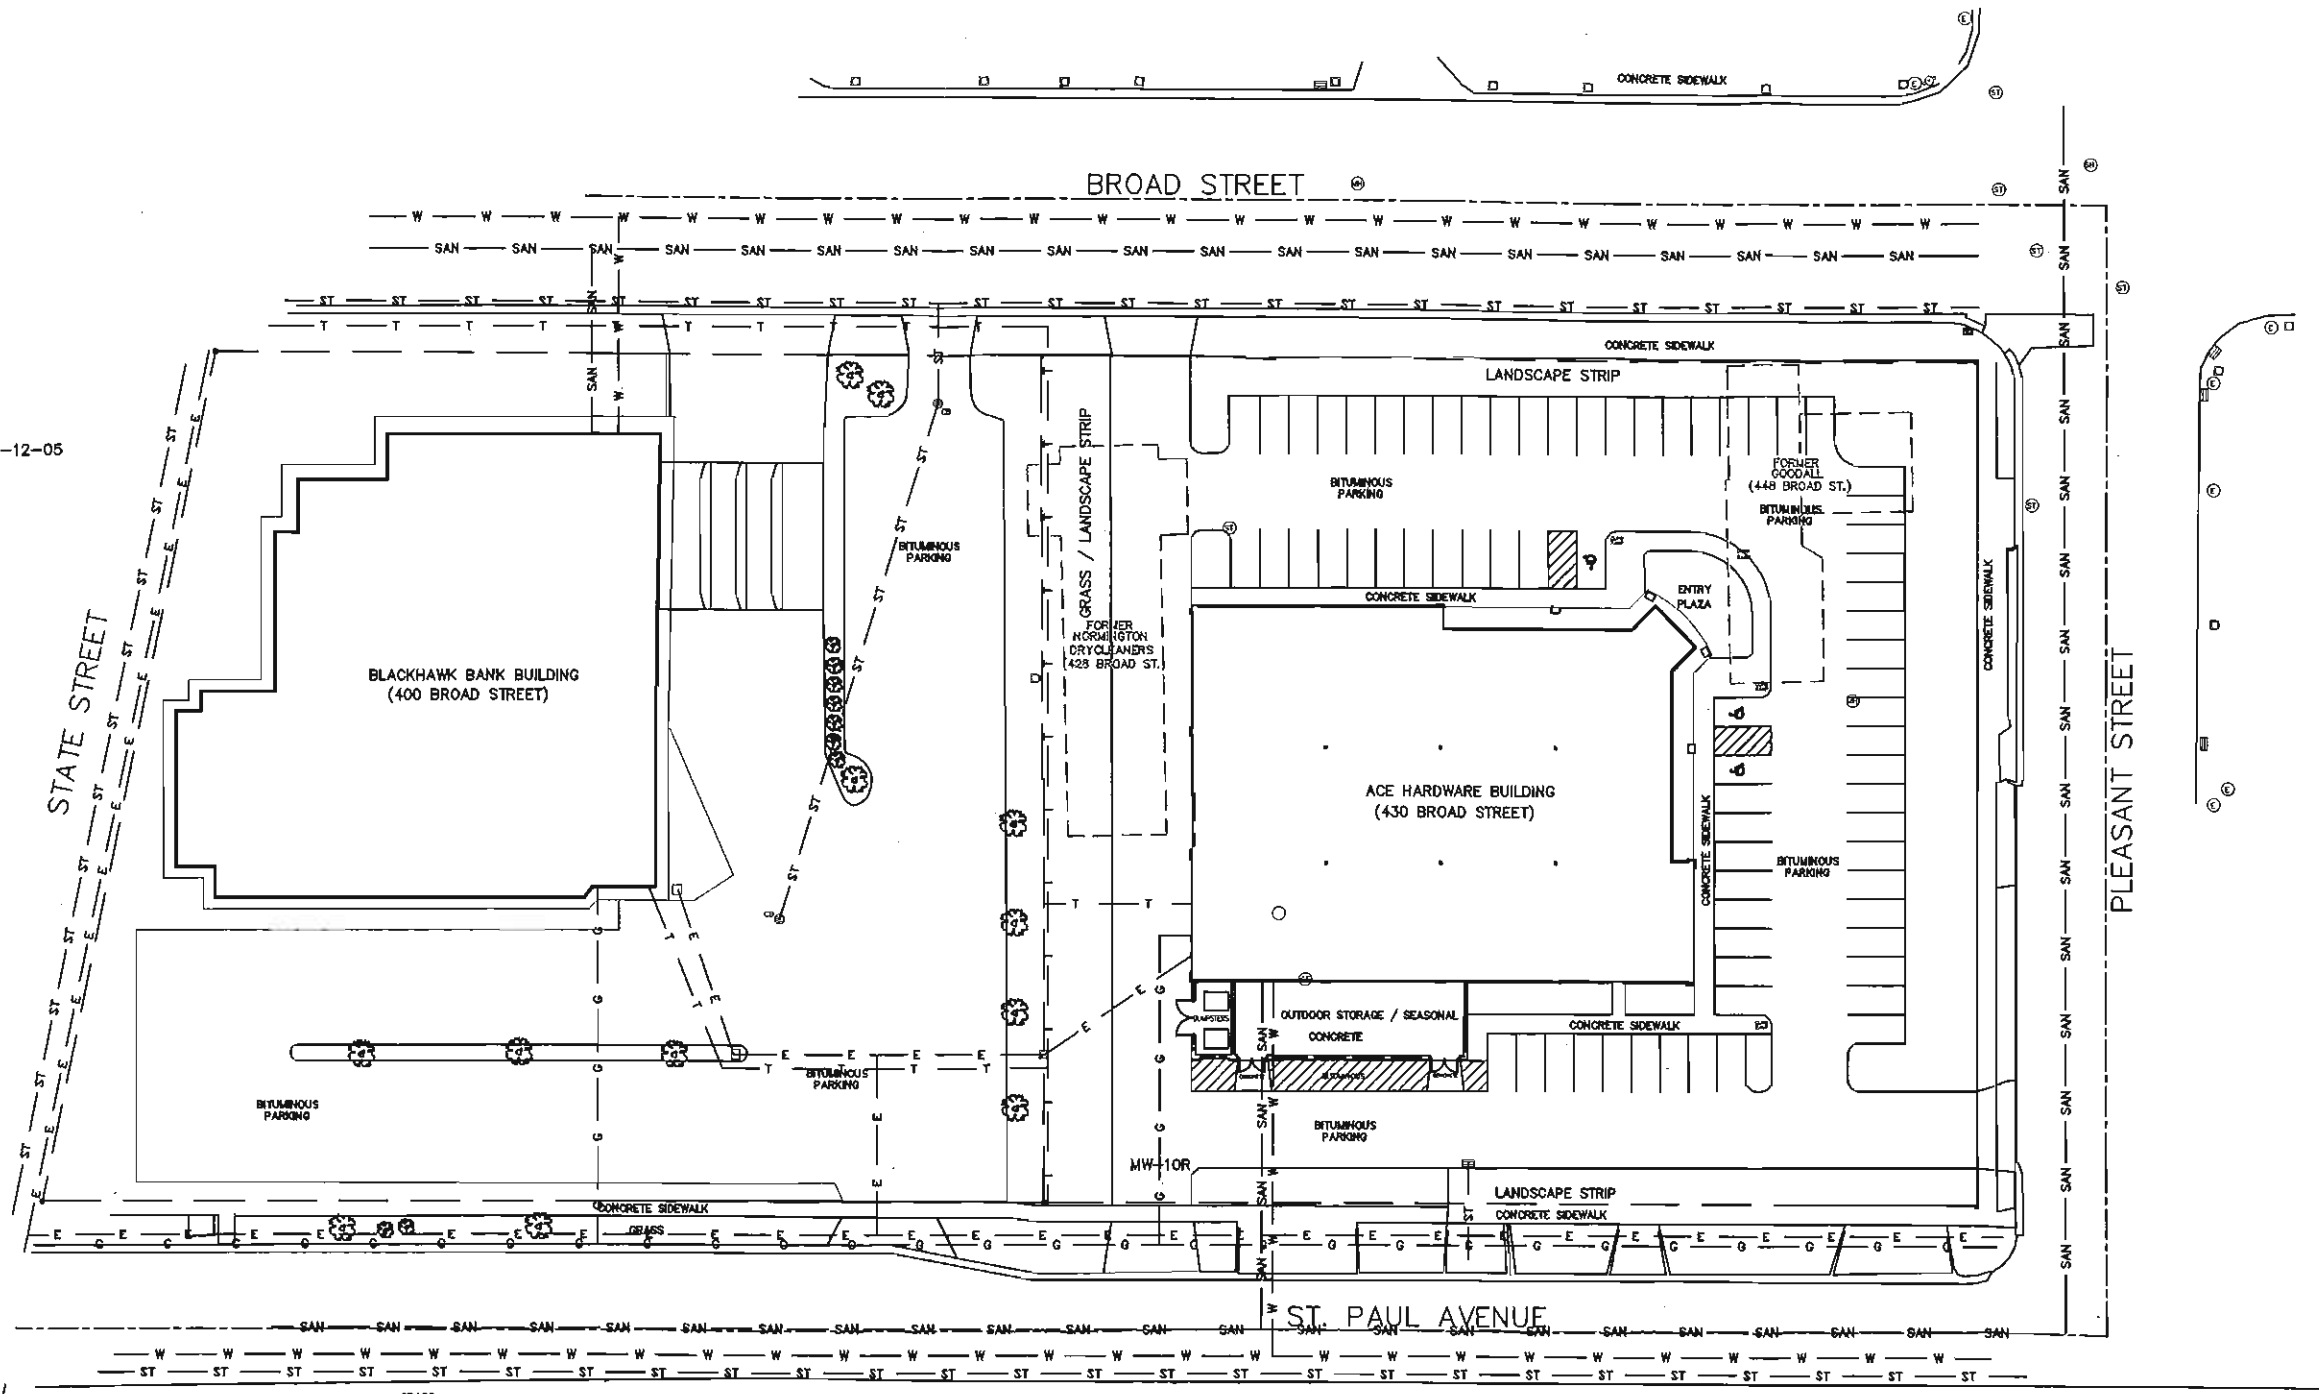 CONCRETE SIDEWALK
BROAD STREET
CONCRETE SIDEWALK
LANDSCAPE STRIP
-12-05
GRASS / LANDSCAPE STRIP
FORMER
GOODALL
(448 BROAD ST.)
BITUMINOUS
PARKING
BITUMINOUS
PARKING
BITUMINOUS
PARKING
CONCRETE SIDEWALK
ENTRY
PLAZA
CONCRETE SIDEWALK
FORMER
NORMINGTON
DRYCLEANERS
(428 BROAD ST.)
STATE STREET
BLACKHAWK BANK BUILDING
(400 BROAD STREET)
PLEASANT STREET
ACE HARDWARE BUILDING
(430 BROAD STREET)
CONCRETE SIDEWALK
BITUMINOUS
PARKING
DUMPSTERS
OUTDOOR STORAGE / SEASONAL
CONCRETE
CONCRETE SIDEWALK
BITUMINOUS
PARKING
BITUMINOUS
PARKING
BITUMINOUS
PARKING
MW-10R
LANDSCAPE STRIP
CONCRETE SIDEWALK
CONCRETE SIDEWALK
GRASS
ST. PAUL AVENUE